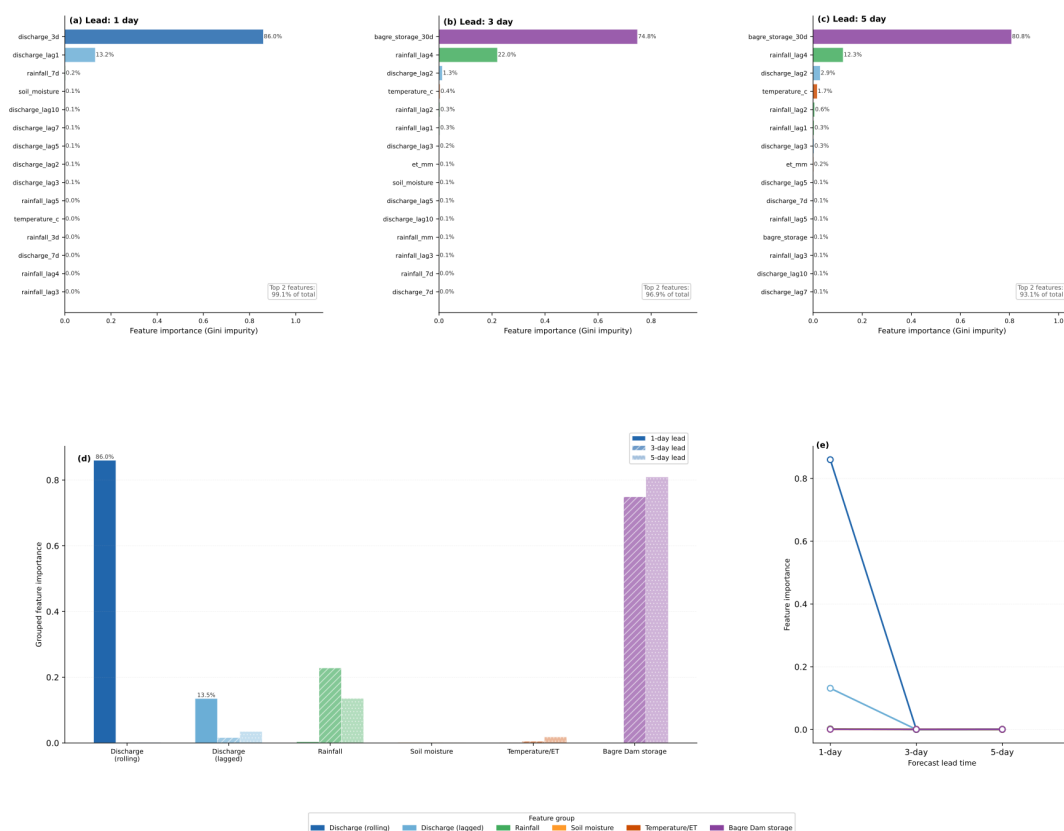 (a) Lead: 1 day
discharge_3d
86.0%
discharge_lag1
13.2%
rainfall_7d
0.2%
soil_moisture
0.1%
discharge_lag10
0.1%
discharge_lag7
0.1%
discharge_lag5
0.1%
discharge_lag2
0.1%
discharge_lag3
0.1%
rainfall_lag5
0.0%
temperature_c
0.0%
rainfall_3d
0.0%
discharge_7d
0.0%
rainfall_lag4
0.0%
rainfall_lag3
0.0%
Top 2 features:
99.1% of total
0.0 0.2 0.4 0.6 0.8 1.0
Feature importance (Gini impurity)
(b) Lead: 3 day
bagre_storage_30d
74.8%
rainfall_lag4
22.0%
discharge_lag2
1.3%
temperature_c
0.4%
rainfall_lag2
0.3%
rainfall_lag1
0.3%
discharge_lag3
0.2%
et_mm
0.1%
soil_moisture
0.1%
discharge_lag5
0.1%
discharge_lag10
0.1%
rainfall_mm
0.1%
rainfall_lag3
0.1%
rainfall_7d
0.0%
discharge_7d
0.0%
Top 2 features:
96.9% of total
0.0 0.2 0.4 0.6 0.8
Feature importance (Gini impurity)
(c) Lead: 5 day
bagre_storage_30d
80.8%
rainfall_lag4
12.3%
discharge_lag2
2.9%
temperature_c
1.7%
rainfall_lag2
0.6%
rainfall_lag1
0.3%
discharge_lag3
0.3%
et_mm
0.2%
discharge_lag5
0.1%
discharge_7d
0.1%
rainfall_lag5
0.1%
bagre_storage
0.1%
rainfall_lag3
0.1%
discharge_lag10
0.1%
discharge_lag7
0.1%
Top 2 features:
93.1% of total
0.0 0.2 0.4 0.6 0.8 1.0
Feature importance (Gini impurity)
(d)
86.0%
13.5%
1-day lead
3-day lead
5-day lead
Grouped feature importance
0.8
0.6
0.4
0.2
0.0
Discharge
(rolling)
Discharge
(lagged)
Rainfall
Soil moisture
Temperature/ET
Bagre Dam storage
(e)
Feature importance
0.8
0.6
0.4
0.2
0.0
1-day 3-day 5-day
Forecast lead time
Feature group
Discharge (rolling) Discharge (lagged) Rainfall Soil moisture Temperature/ET Bagre Dam storage